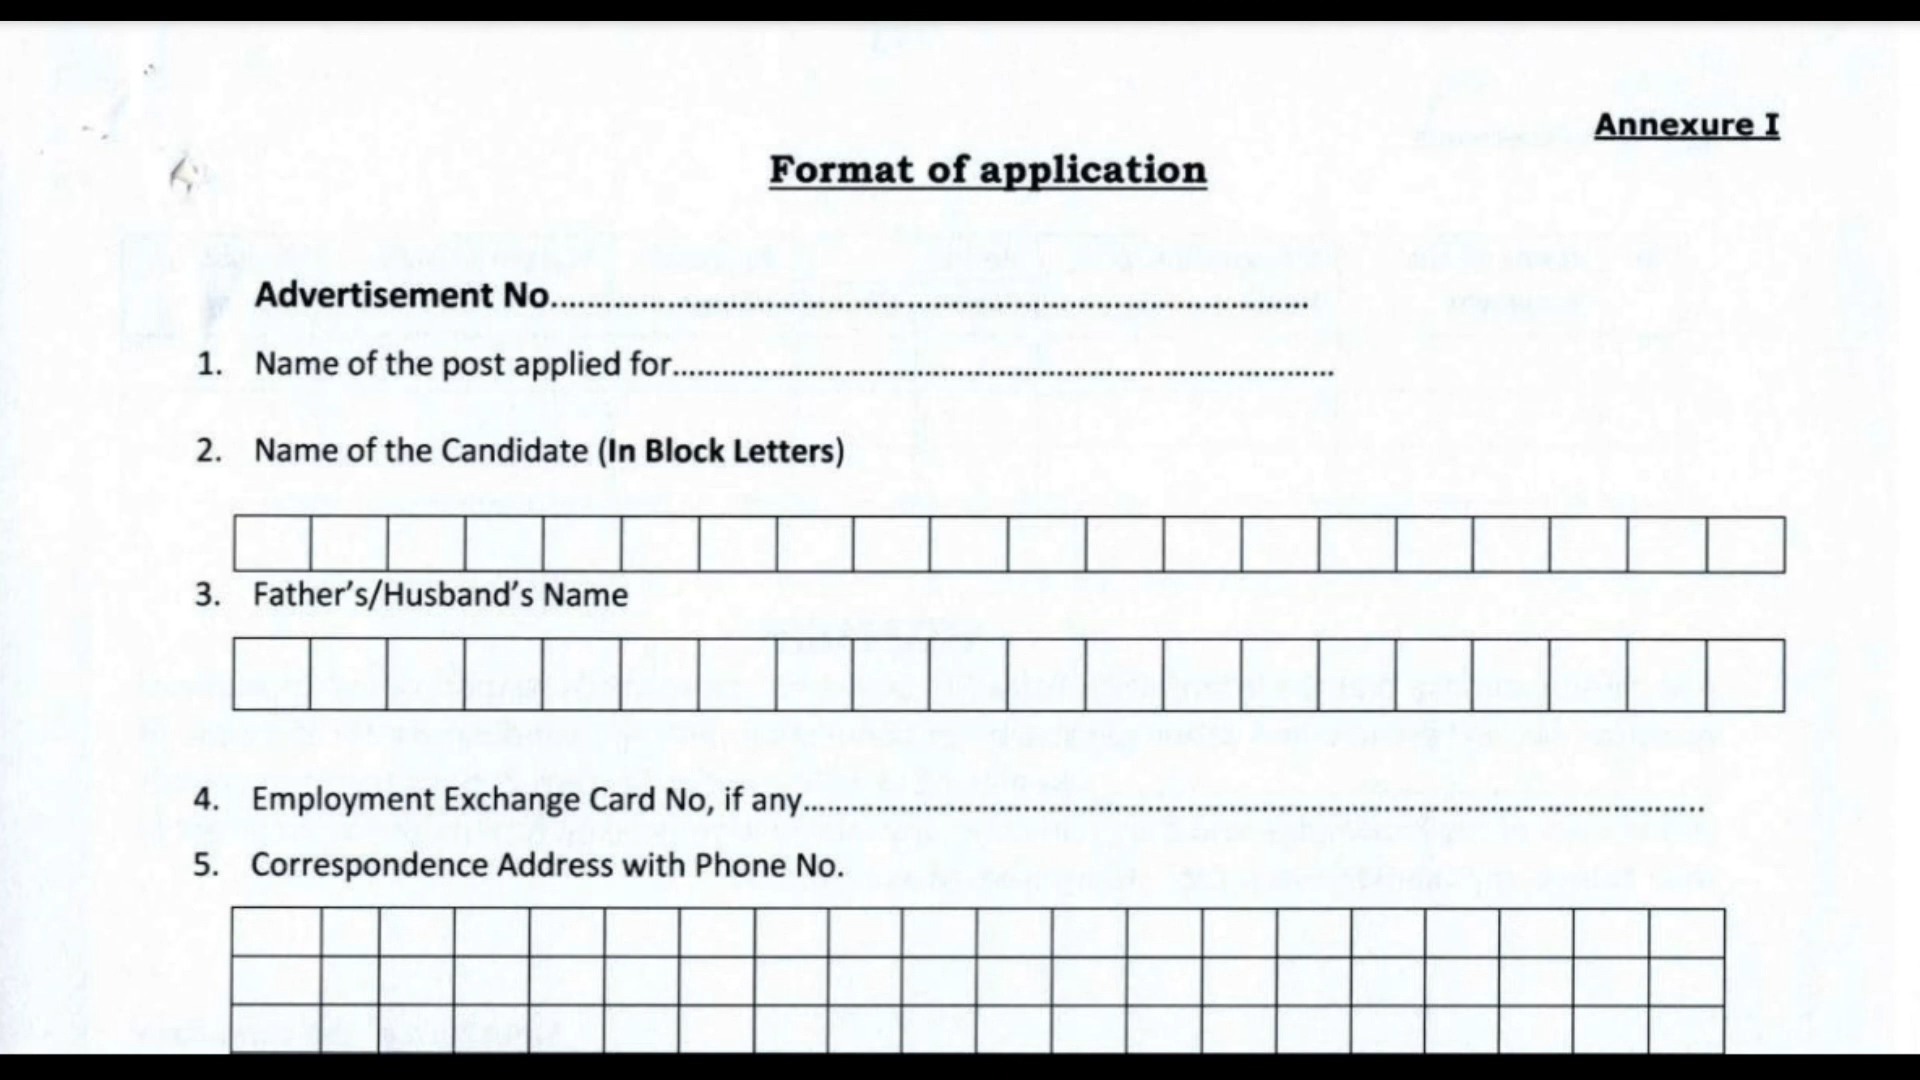 Annexure I
Format of application
Advertisement No.......................................................................................
1. Name of the post applied for................................................................................
2. Name of the Candidate (In Block Letters)
3. Father's/Husband's Name
4. Employment Exchange Card No, if any.............................................................................................................
5. Correspondence Address with Phone No.